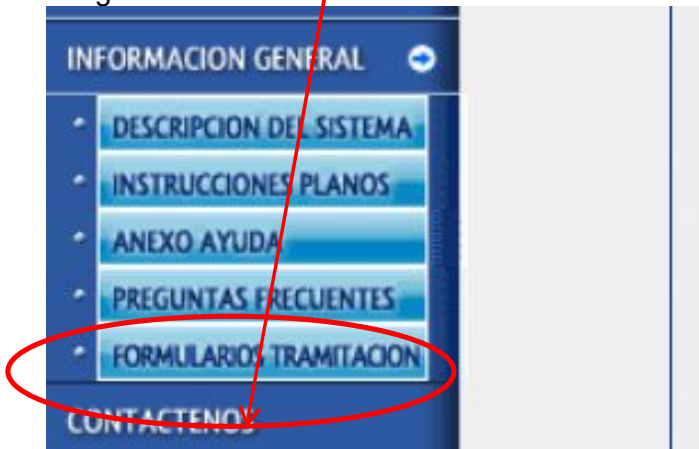 INFORMACION GENERAL
DESCRIPCION DEL SISTEMA
INSTRUCCIONES PLANOS
ANEXO AYUDA
PREGUNTAS FRECUENTES
FORMULARIOS TRAMITACION
CONTACTENOS